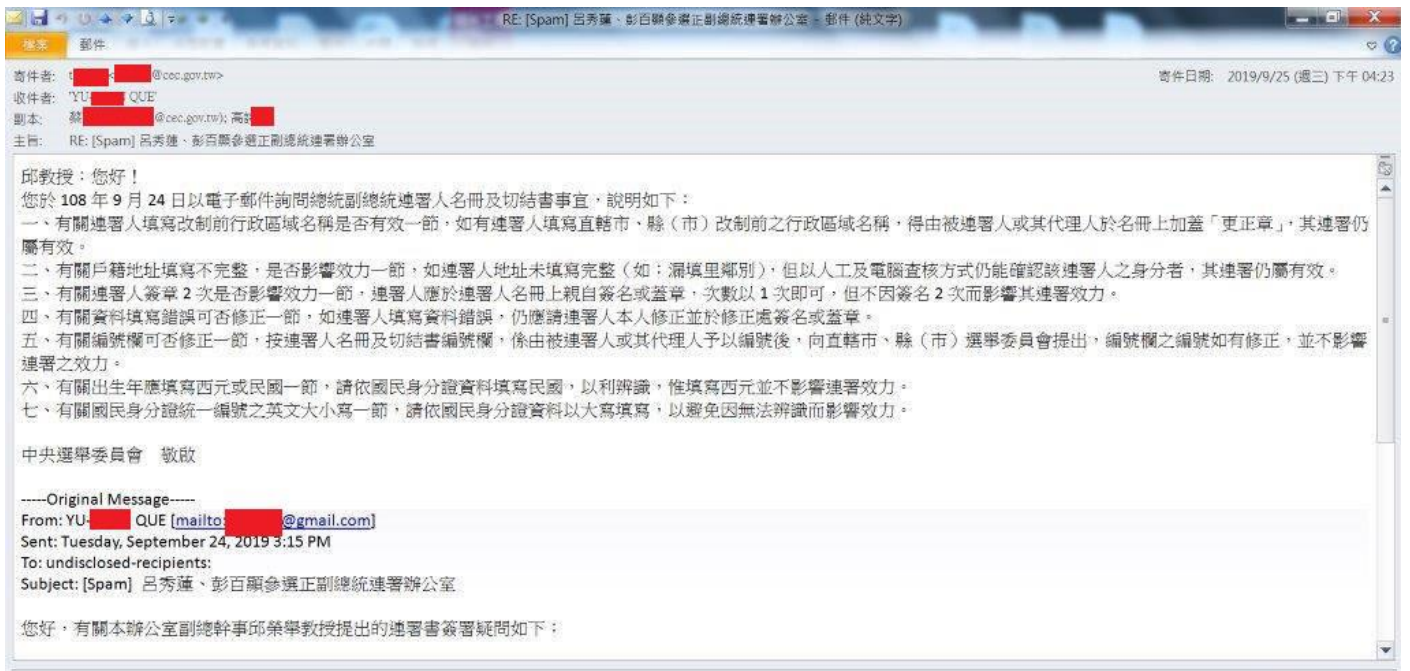 RE: [Spam] 呂秀蓮、彭百顯參選正副總統連署辦公室 - 郵件 (純文字)
檔案 郵件
寄件者: @cec.gov.tw>
寄件日期: 2019/9/25 (週三) 下午 04:23
收件者: 'YU- QUE'
副本: 蔡 @cec.gov.tw); 高
主旨: RE: [Spam] 呂秀蓮、彭百顯參選正副總統連署辦公室
邱教授：您好！
您於 108 年 9 月 24 日以電子郵件詢問總統副總統連署人名冊及切結書事宜，說明如下：
一、有關連署人填寫改制前行政區域名稱是否有效一節，如有連署人填寫直轄市、縣（市）改制前之行政區域名稱，得由被連署人或其代理人於名冊上加蓋「更正章」，其連署仍
屬有效。
二、有關戶籍地址填寫不完整，是否影響效力一節，如連署人地址未填寫完整（如：漏填里鄰別），但以人工及電腦查核方式仍能確認該連署人之身分者，其連署仍屬有效。
三、有關連署人簽章 2 次是否影響效力一節，連署人應於連署人名冊上親自簽名或蓋章，次數以 1 次即可，但不因簽名 2 次而影響其連署效力。
四、有關資料填寫錯誤可否修正一節，如連署人填寫資料錯誤，仍應請連署人本人修正並於修正處簽名或蓋章。
五、有關編號欄可否修正一節，按連署人名冊及切結書編號欄，係由被連署人或其代理人予以編號後，向直轄市、縣（市）選舉委員會提出，編號欄之編號如有修正，並不影響
連署之效力。
六、有關出生年應填寫西元或民國一節，請依國民身分證資料填寫民國，以利辨識，惟填寫西元並不影響連署效力。
七、有關國民身分證統一編號之英文大小寫一節，請依國民身分證資料以大寫填寫，以避免因無法辨識而影響效力。
中央選舉委員會　敬啟
-----Original Message-----
From: YU- QUE [mailto: @gmail.com]
Sent: Tuesday, September 24, 2019 3:15 PM
To: undisclosed-recipients:
Subject: [Spam] 呂秀蓮、彭百顯參選正副總統連署辦公室
您好，有關本辦公室副總幹事邱榮舉教授提出的連署書簽署疑問如下：